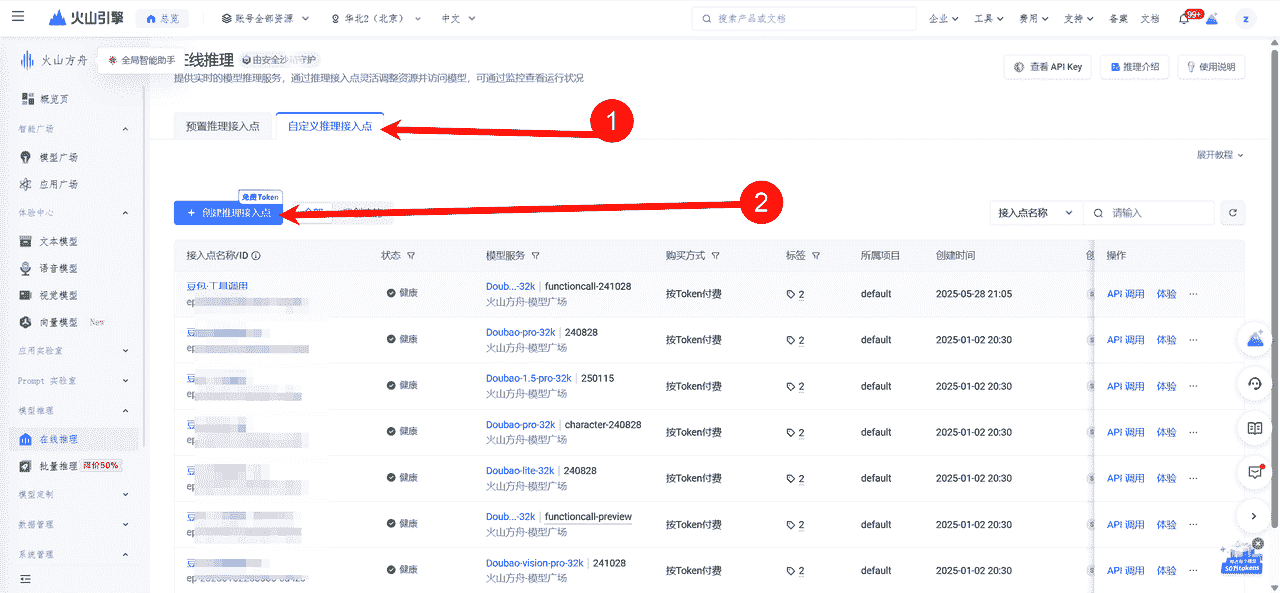 火山引擎 总览 账号全部资源 华北2（北京） 中文 搜索产品或文档 企业 工具 费用 支持 备案 文档 99+ z
火山方舟 全局智能助手 在线推理
提供实时的模型推理服务，通过推理接入点灵活调整资源并访问模型，可通过监控查看运行状况
查看 API Key 推理介绍 使用说明
概览页
智能广场
模型广场
应用广场
体验中心
文本模型
语音模型
视觉模型
向量模型 New
应用实验室
Prompt 实验室
模型推理
在线推理
批量推理 降价50%
模型定制
数据管理
系统管理
预置推理接入点 自定义推理接入点 1
展开教程
免费Token
+ 创建推理接入点 2
接入点名称 请输入
接入点名称/ID 状态 模型服务 购买方式 标签 所属项目 创建时间 操作
豆包-工具调用 健康 Doub...-32k | functioncall-241028 火山方舟-模型广场 按Token付费 2 default 2025-05-28 21:05 API 调用 体验 ...
健康 Doubao-pro-32k | 240828 火山方舟-模型广场 按Token付费 2 default 2025-01-02 20:30 API 调用 体验 ...
健康 Doubao-1.5-pro-32k | 250115 火山方舟-模型广场 按Token付费 2 default 2025-01-02 20:30 API 调用 体验 ...
健康 Doubao-pro-32k | character-240828 火山方舟-模型广场 按Token付费 2 default 2025-01-02 20:30 API 调用 体验 ...
健康 Doubao-lite-32k | 240828 火山方舟-模型广场 按Token付费 2 default 2025-01-02 20:30 API 调用 体验 ...
健康 Doub...-32k | functioncall-preview 火山方舟-模型广场 按Token付费 2 default 2025-01-02 20:30 API 调用 体验 ...
健康 Doubao-vision-pro-32k | 241028 火山方舟-模型广场 按Token付费 2 default 2025-01-02 20:30 API 调用 体验 ...